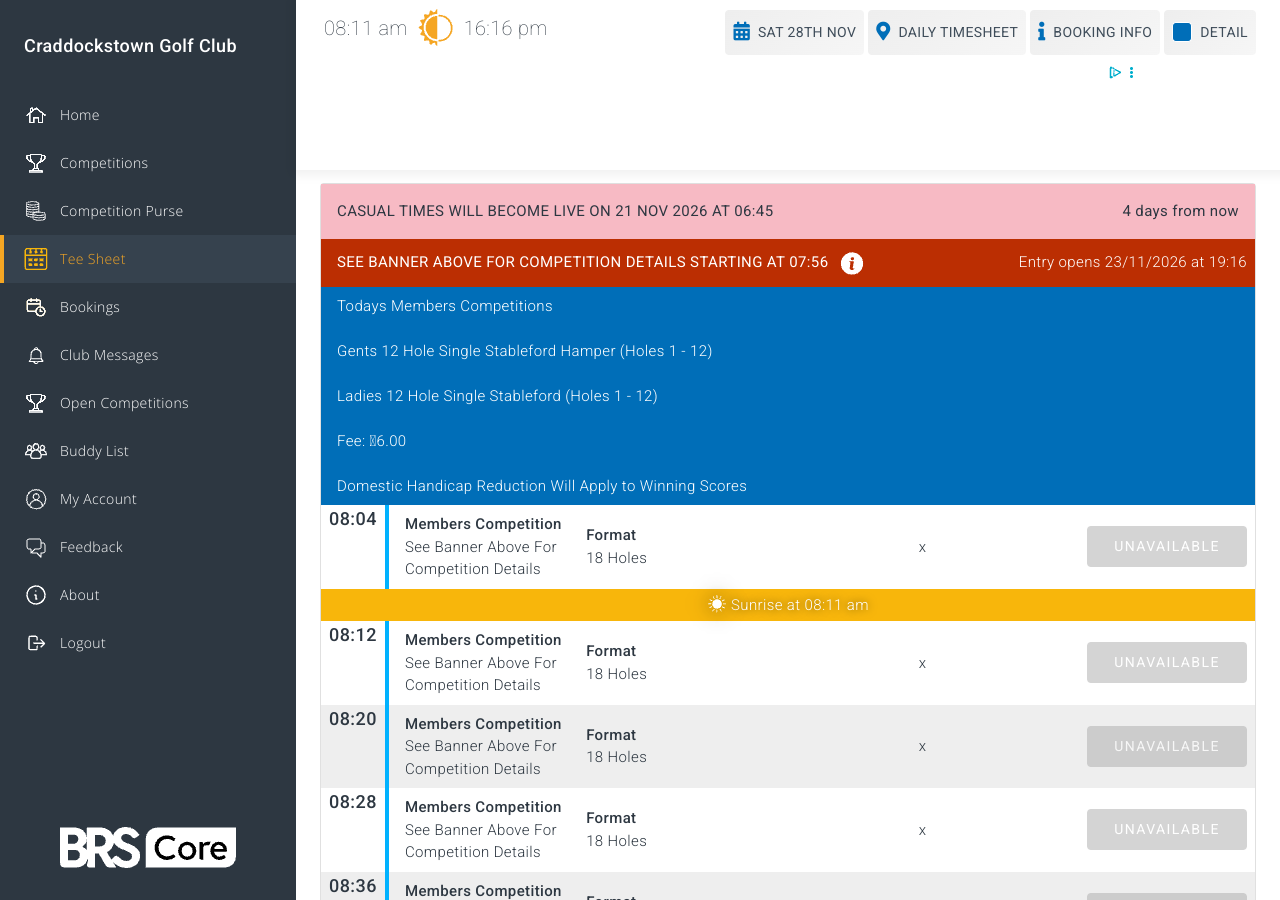 Craddockstown Golf Club
Home
Competitions
Competition Purse
Tee Sheet
Bookings
Club Messages
Open Competitions
Buddy List
My Account
Feedback
About
Logout
BRS Core
08:11 am 16:16 pm
SAT 28TH NOV DAILY TIMESHEET BOOKING INFO DETAIL
CASUAL TIMES WILL BECOME LIVE ON 21 NOV 2026 AT 06:45 4 days from now
SEE BANNER ABOVE FOR COMPETITION DETAILS STARTING AT 07:56 Entry opens 23/11/2026 at 19:16
Todays Members Competitions
Gents 12 Hole Single Stableford Hamper (Holes 1 - 12)
Ladies 12 Hole Single Stableford (Holes 1 - 12)
Fee: 6.00
Domestic Handicap Reduction Will Apply to Winning Scores
08:04 Members Competition
See Banner Above For
Competition Details
Format
18 Holes
x
UNAVAILABLE
Sunrise at 08:11 am
08:12 Members Competition
See Banner Above For
Competition Details
Format
18 Holes
x
UNAVAILABLE
08:20 Members Competition
See Banner Above For
Competition Details
Format
18 Holes
x
UNAVAILABLE
08:28 Members Competition
See Banner Above For
Competition Details
Format
18 Holes
x
UNAVAILABLE
08:36 Members Competition